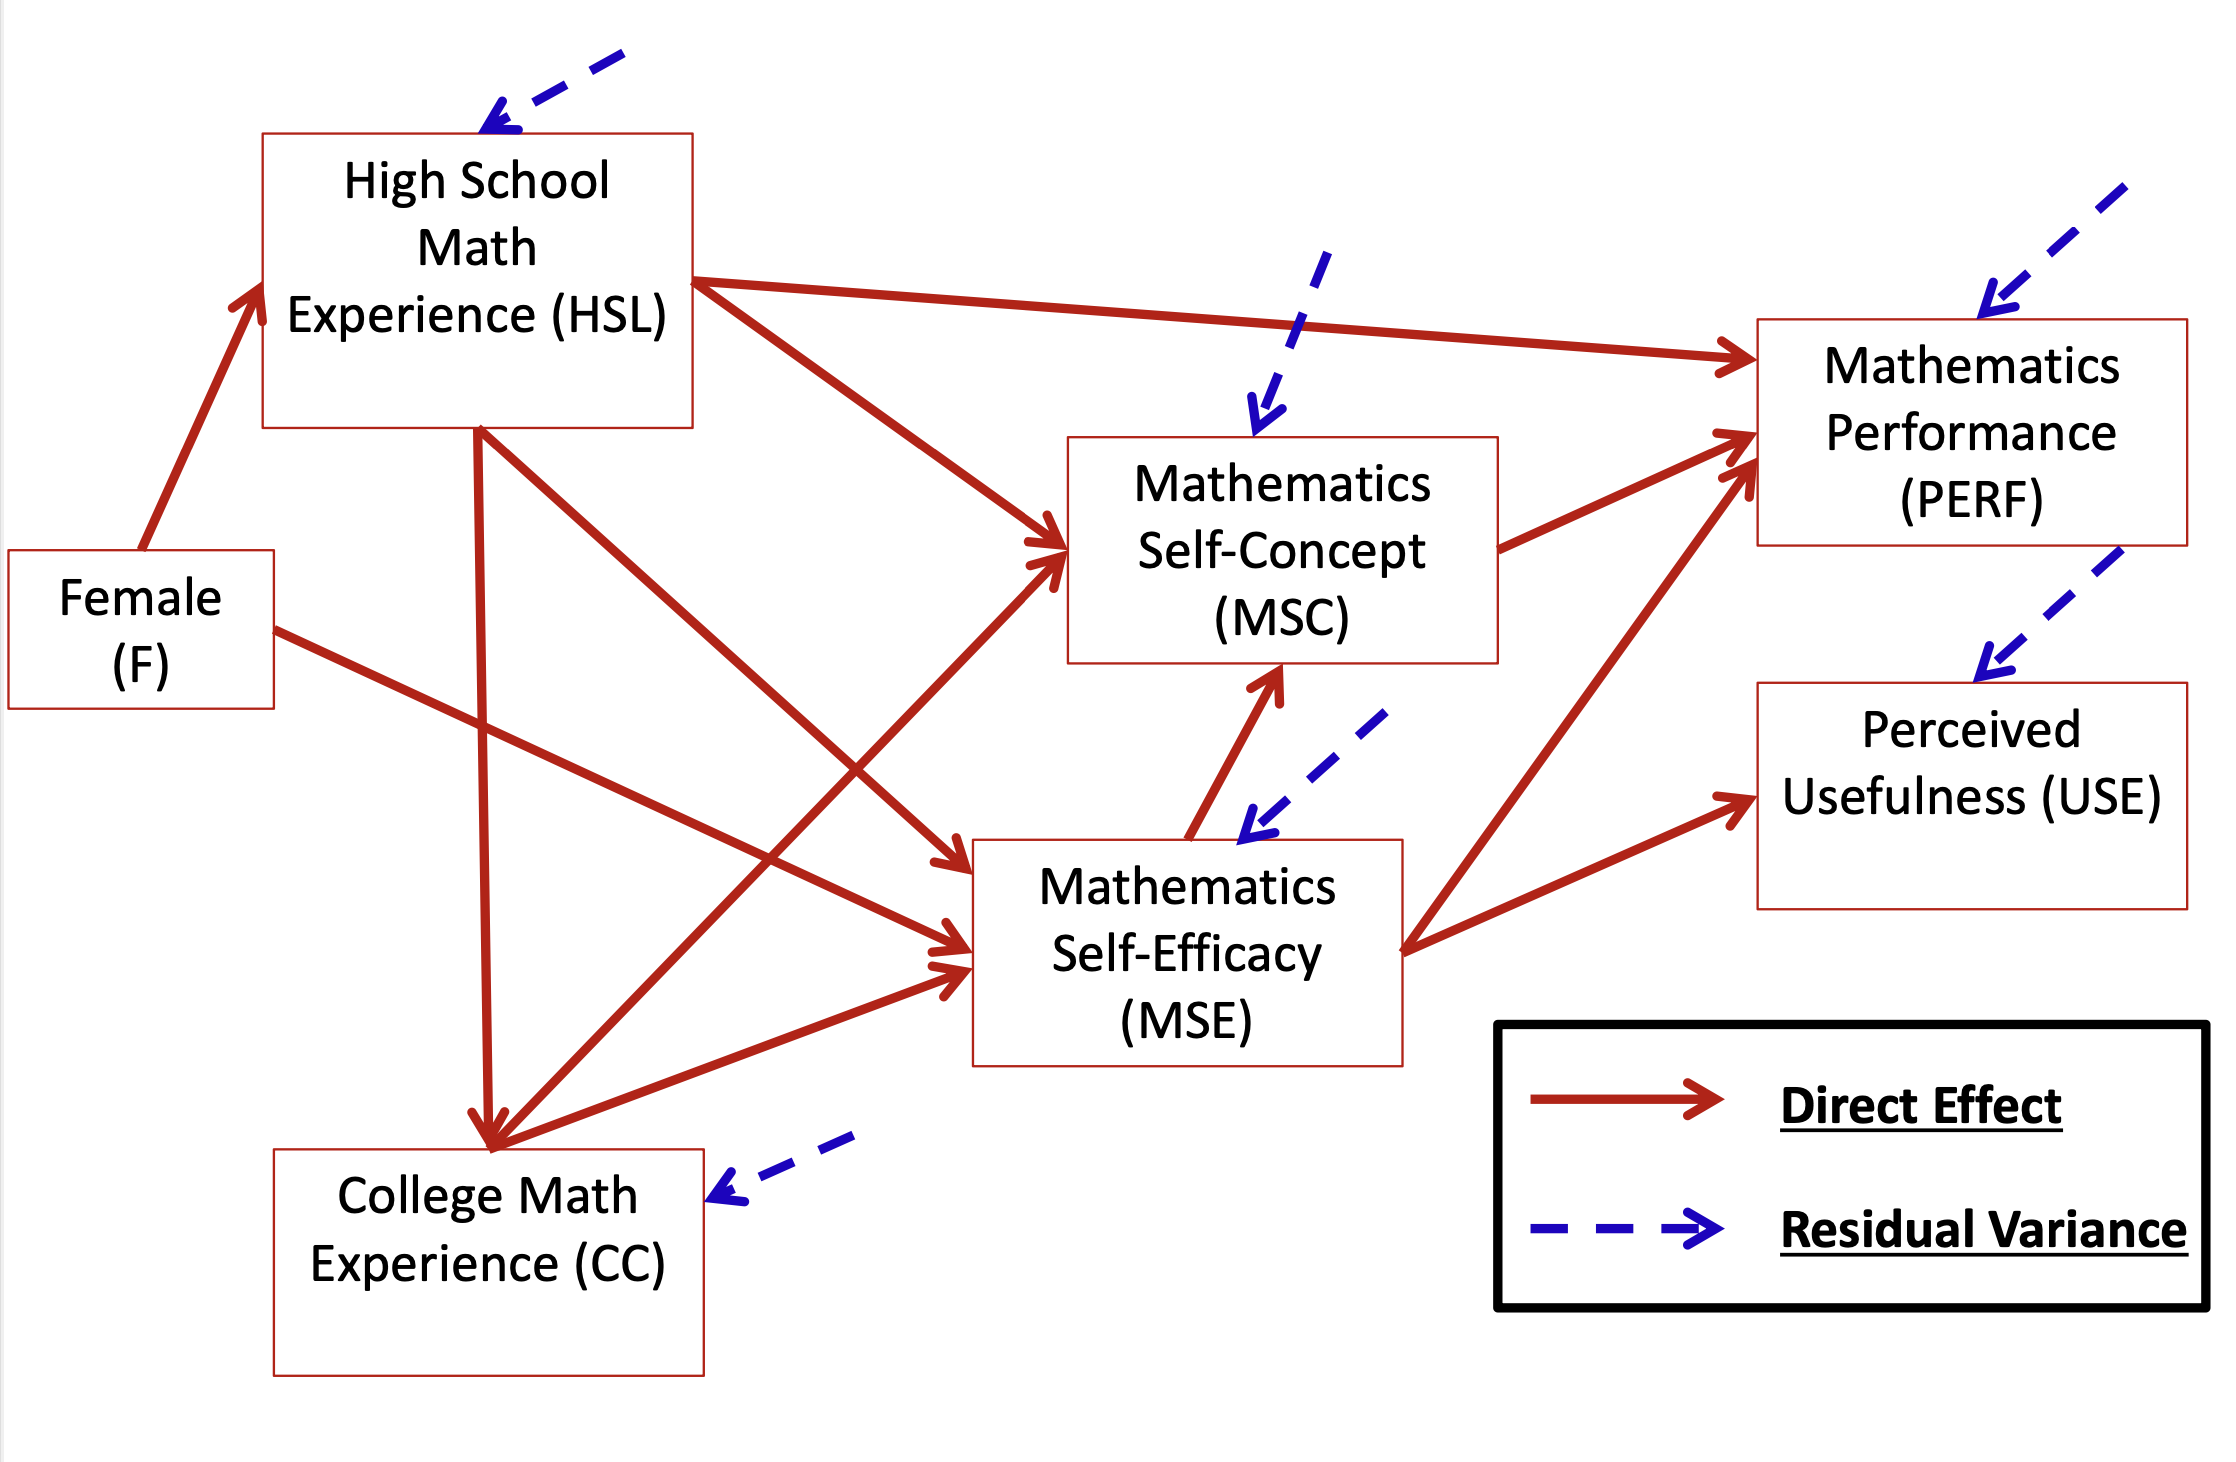 High School
Math
Experience (HSL)
Mathematics
Performance
(PERF)
Mathematics
Self-Concept
(MSC)
Female
(F)
Perceived
Usefulness (USE)
Mathematics
Self-Efficacy
(MSE)
College Math
Experience (CC)
Direct Effect
Residual Variance